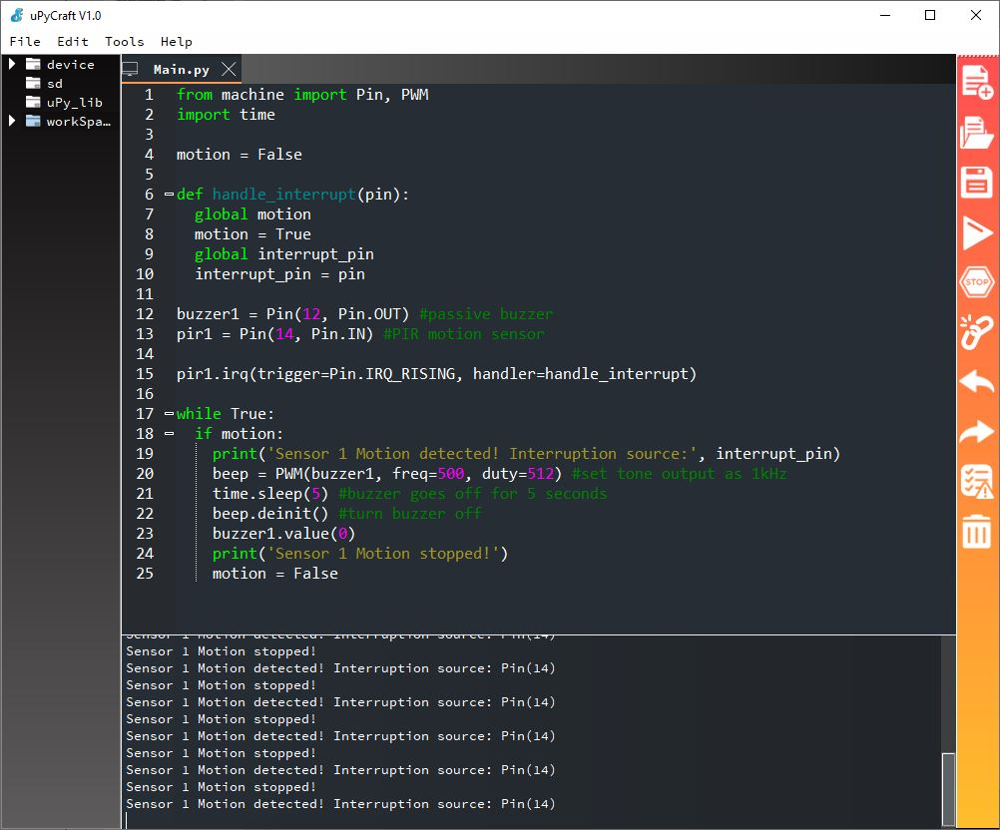 uPyCraft V1.0
File Edit Tools Help
device
sd
uPy_lib
workSpa...
Main.py
1 from machine import Pin, PWM
2 import time
3
4 motion = False
5
6 def handle_interrupt(pin):
7   global motion
8   motion = True
9   global interrupt_pin
10   interrupt_pin = pin
11
12 buzzer1 = Pin(12, Pin.OUT) #passive buzzer
13 pir1 = Pin(14, Pin.IN) #PIR motion sensor
14
15 pir1.irq(trigger=Pin.IRQ_RISING, handler=handle_interrupt)
16
17 while True:
18   if motion:
19     print('Sensor 1 Motion detected! Interruption source:', interrupt_pin)
20     beep = PWM(buzzer1, freq=500, duty=512) #set tone output as 1kHz
21     time.sleep(5) #buzzer goes off for 5 seconds
22     beep.deinit() #turn buzzer off
23     buzzer1.value(0)
24     print('Sensor 1 Motion stopped!')
25     motion = False
Sensor 1 Motion detected! Interruption source: Pin(14)
Sensor 1 Motion stopped!
Sensor 1 Motion detected! Interruption source: Pin(14)
Sensor 1 Motion stopped!
Sensor 1 Motion detected! Interruption source: Pin(14)
Sensor 1 Motion stopped!
Sensor 1 Motion detected! Interruption source: Pin(14)
Sensor 1 Motion stopped!
Sensor 1 Motion detected! Interruption source: Pin(14)
Sensor 1 Motion stopped!
Sensor 1 Motion detected! Interruption source: Pin(14)
STOP